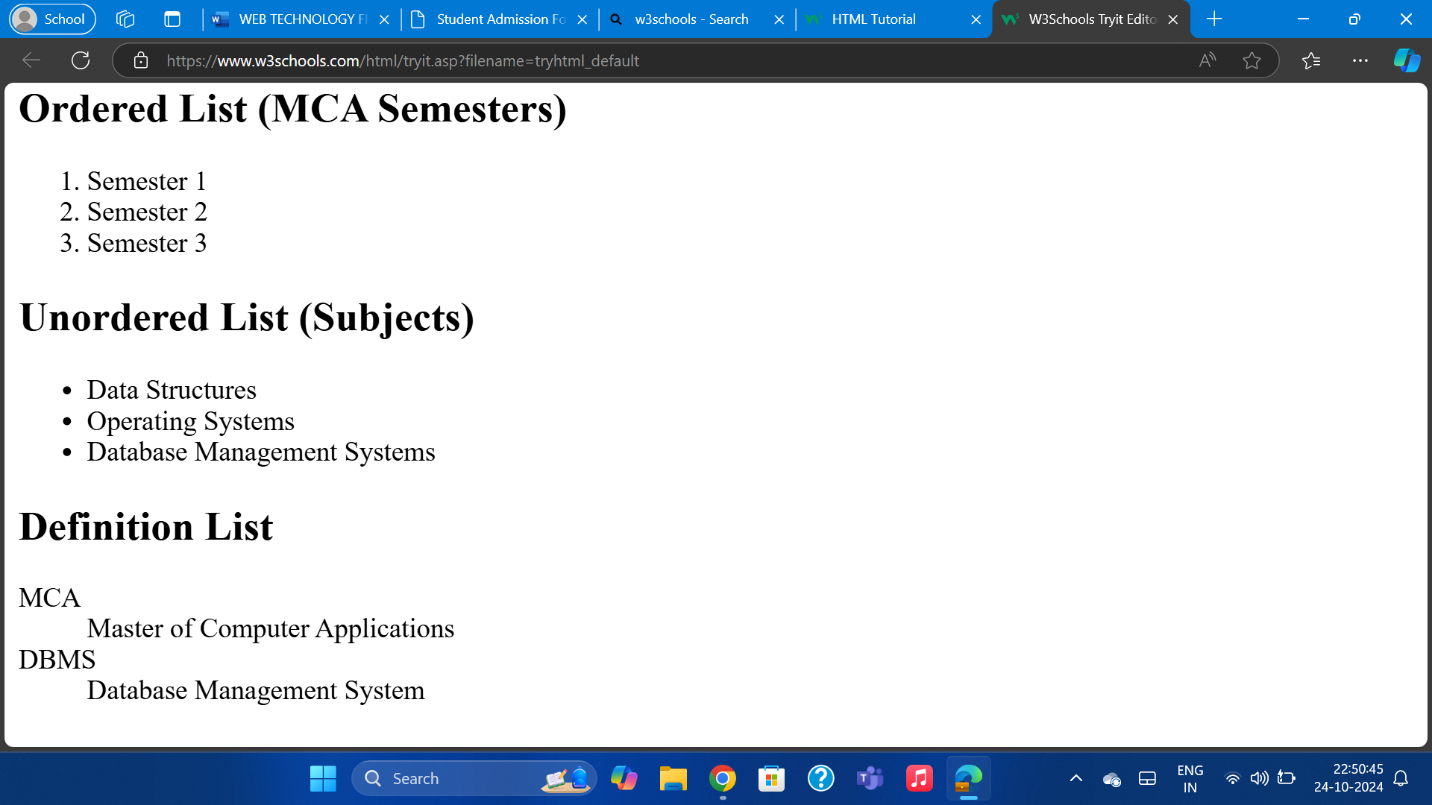 School
WEB TECHNOLOGY FI
Student Admission Fo
w3schools - Search
HTML Tutorial
W3Schools Tryit Edito
https://www.w3schools.com/html/tryit.asp?filename=tryhtml_default
Ordered List (MCA Semesters)
1. Semester 1
2. Semester 2
3. Semester 3
Unordered List (Subjects)
• Data Structures
• Operating Systems
• Database Management Systems
Definition List
MCA
Master of Computer Applications
DBMS
Database Management System
Search
ENG
IN
22:50:45
24-10-2024